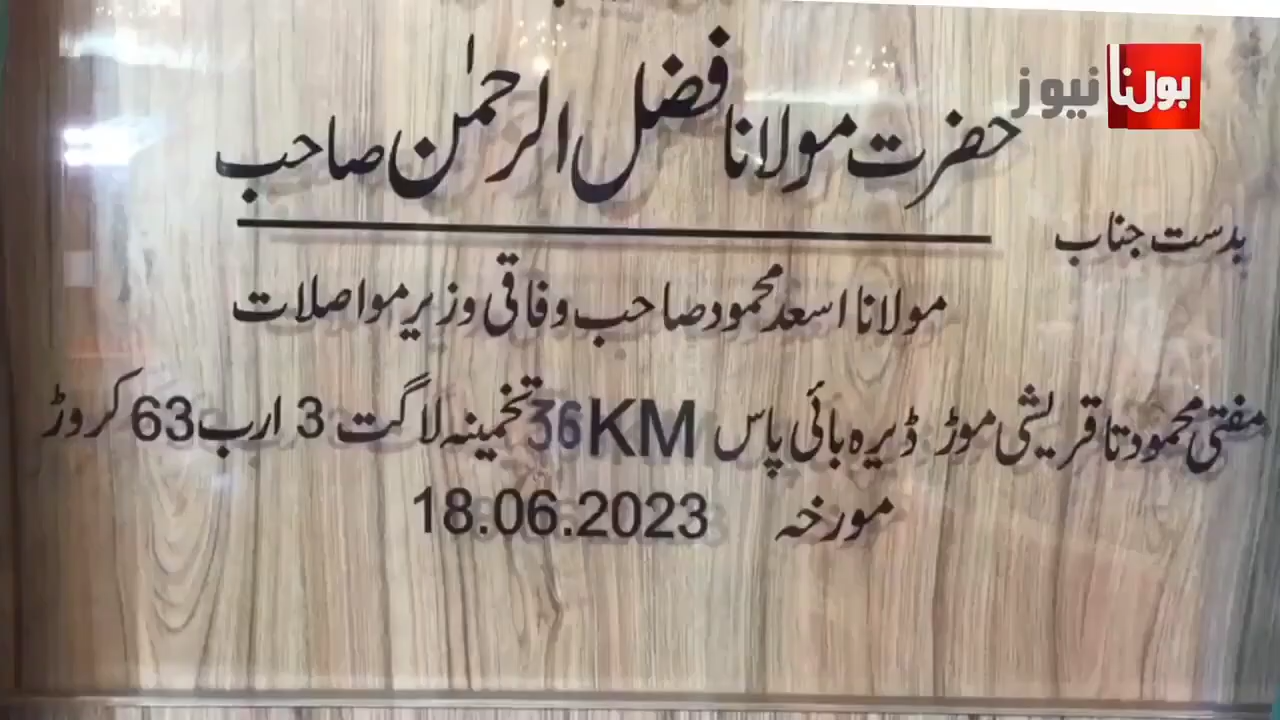 بولنا نیوز
حضرت مولانا فضل الرحمٰن صاحب
بدست جناب
مولانا اسعد محمود صاحب وفاقی وزیر مواصلات
مفتی محمود تا قریشی موڑ ڈیرہ بائی پاس 36KM تخمینہ لاگت 3 ارب 63 کروڑ
مورخہ 18.06.2023